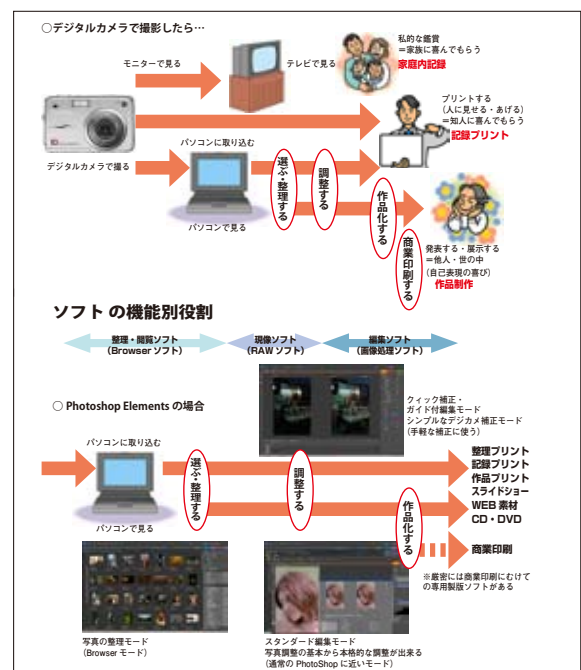 ○デジタルカメラで撮影したら…
モニターで見る
テレビで見る
私的な鑑賞
＝家族に喜んでもらう
家庭内記録
プリントする
(人に見せる・あげる)
＝知人に喜んでもらう
記録プリント
デジタルカメラで撮る
パソコンに取り込む
パソコンで見る
選ぶ・整理する
調整する
作品化する
商業印刷する
発表する・展示する
＝他人・世の中
(自己表現の喜び)
作品制作
ソフト の機能別役割
整理・閲覧ソフト
(Browser ソフト)
現像ソフト
(RAW ソフト)
編集ソフト
(画像処理ソフト)
○ Photoshop Elements の場合
クィック補正・
ガイド付編集モード
シンプルなデジカメ補正モード
(手軽な補正に使う)
パソコンに取り込む
パソコンで見る
選ぶ・整理する
調整する
作品化する
整理プリント
記録プリント
作品プリント
スライドショー
WEB 素材
CD・DVD
商業印刷
※厳密には商業印刷にむけて
の専用製版ソフトがある
写真の整理モード
(Browser モード)
スタンダード編集モード
写真調整の基本から本格的な調整が出来る
(通常の PhotoShop に近いモード)